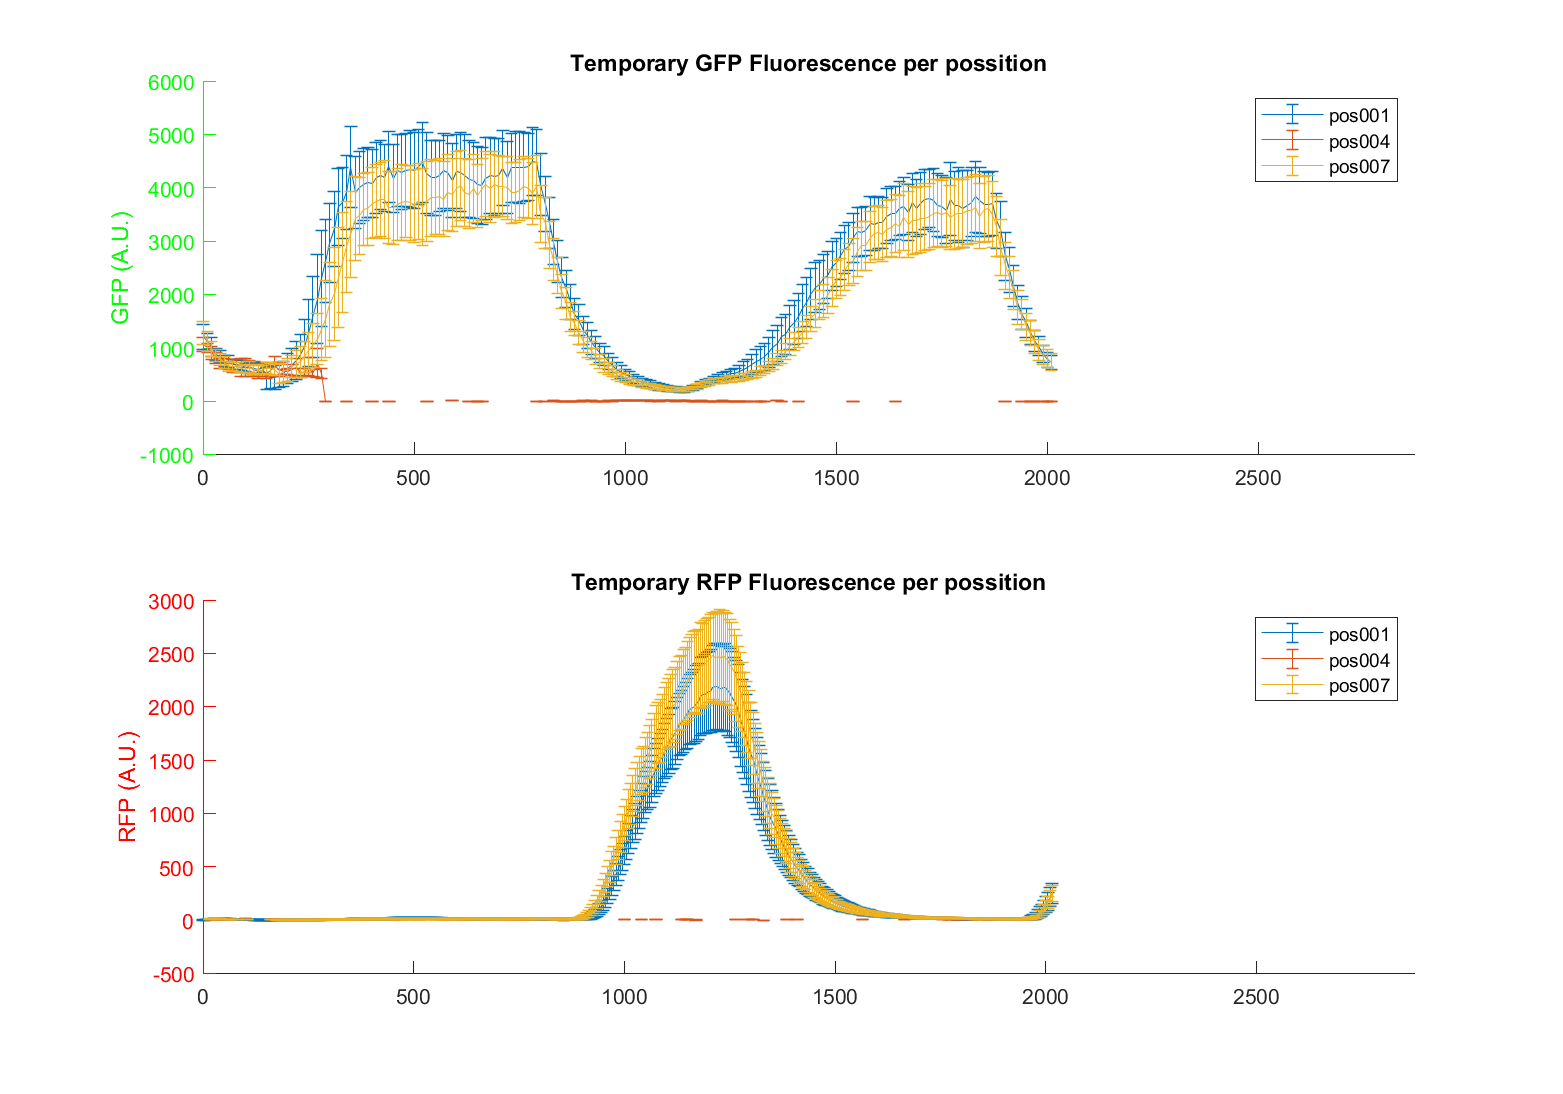 Temporary GFP Fluorescence per possition
6000
5000
4000
3000
2000
1000
0
-1000
GFP (A.U.)
0 500 1000 1500 2000 2500
pos001
pos004
pos007
Temporary RFP Fluorescence per possition
3000
2500
2000
1500
1000
500
0
-500
RFP (A.U.)
0 500 1000 1500 2000 2500
pos001
pos004
pos007